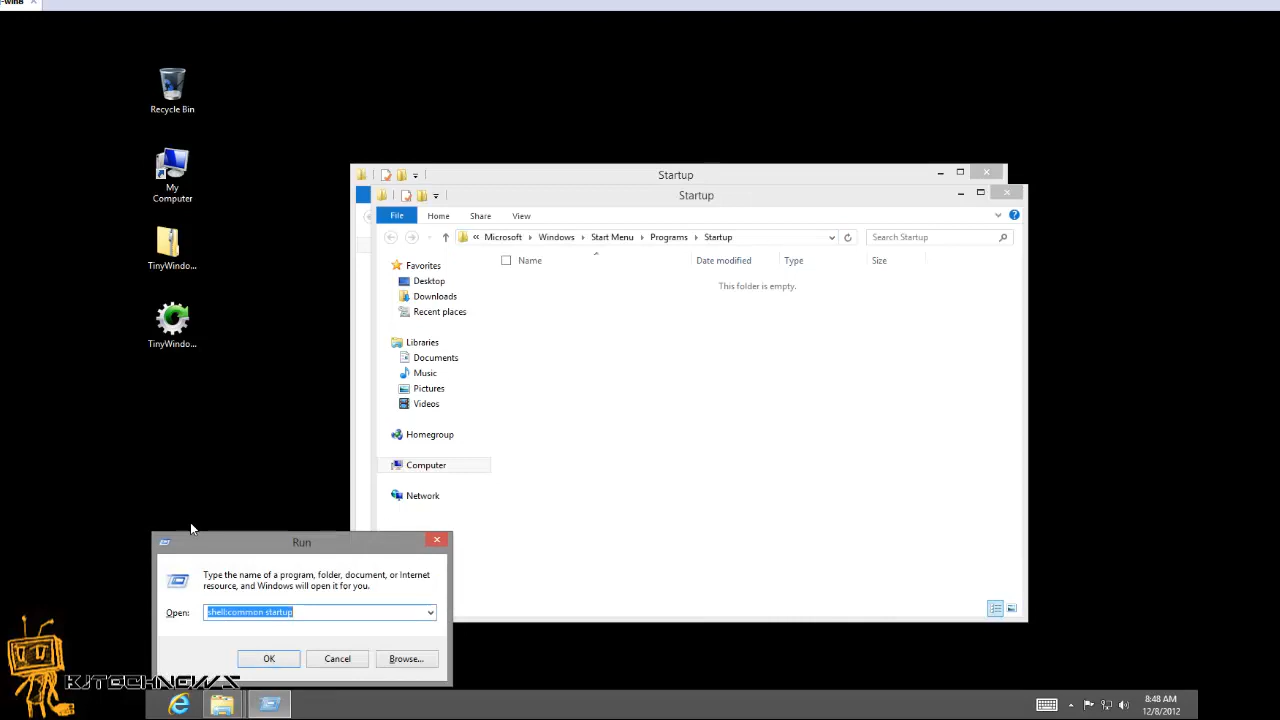 -win8
Recycle Bin
My
Computer
TinyWindo...
TinyWindo...
Startup
Startup
File
Home
Share
View
« Microsoft
Windows
Start Menu
Programs
Startup
Search Startup
Name
Date modified
Type
Size
This folder is empty.
Favorites
Desktop
Downloads
Recent places
Libraries
Documents
Music
Pictures
Videos
Homegroup
Computer
Network
Run
Type the name of a program, folder, document, or Internet
resource, and Windows will open it for you.
Open:
shell:common startup
OK
Cancel
Browse...
BJTECHNEWS
8:48 AM
12/8/2012